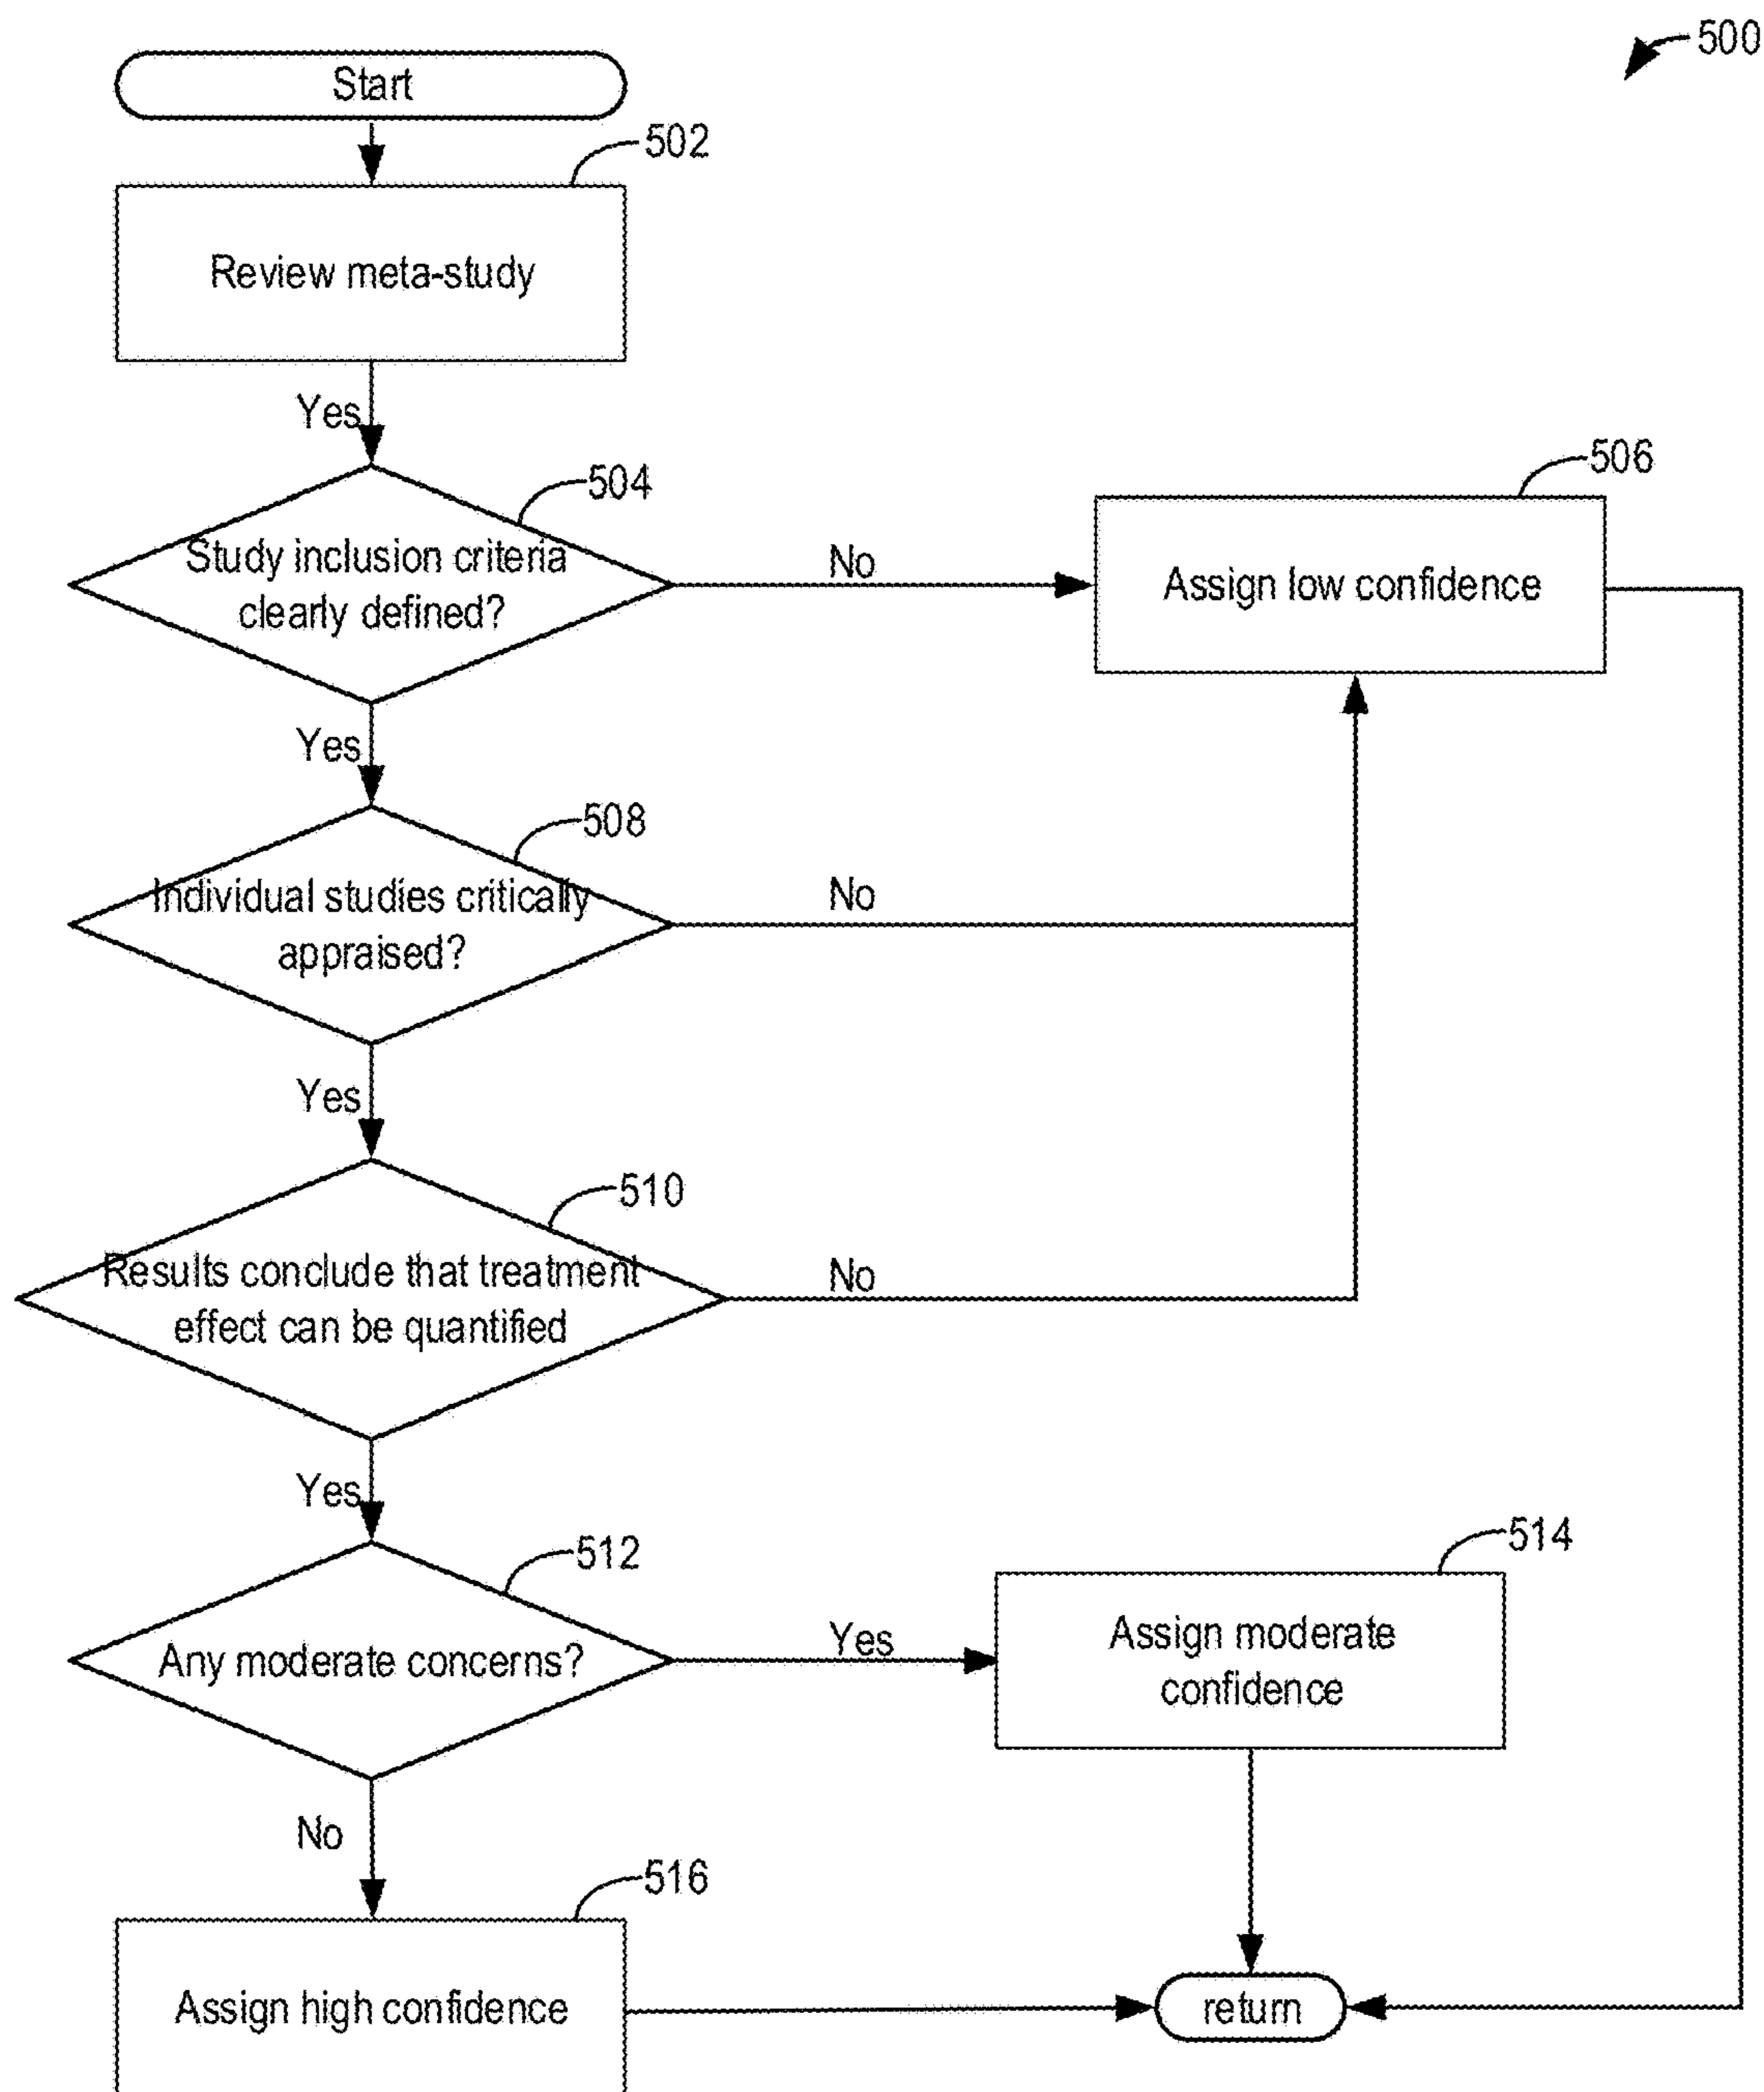 500
Start
502
Review meta-study
Yes
504
506
Study inclusion criteria
clearly defined?
No
Assign low confidence
Yes
508
Individual studies critically
appraised?
No
Yes
510
Results conclude that treatment
effect can be quantified
No
Yes
512
514
Any moderate concerns?
Yes
Assign moderate
confidence
No
516
Assign high confidence
return